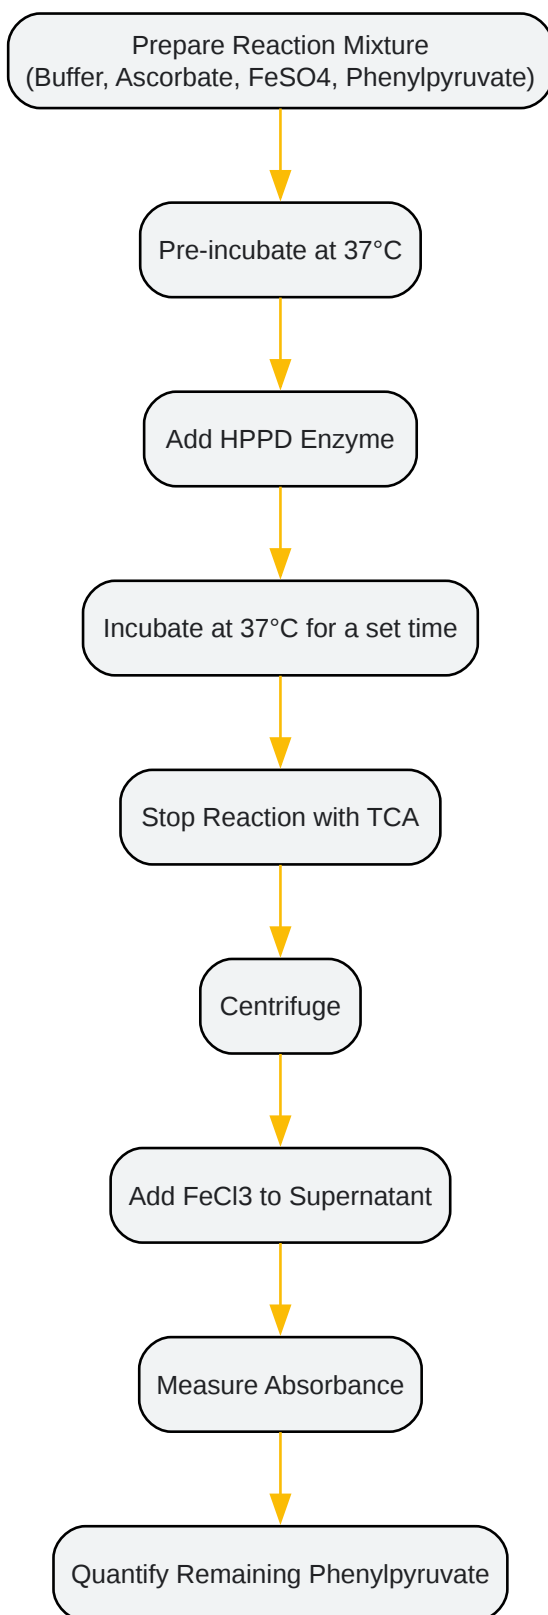 Prepare Reaction Mixture
(Buffer, Ascorbate, FeSO4, Phenylpyruvate)
Pre-incubate at 37°C
Add HPPD Enzyme
Incubate at 37°C for a set time
Stop Reaction with TCA
Centrifuge
Add FeCl3 to Supernatant
Measure Absorbance
Quantify Remaining Phenylpyruvate